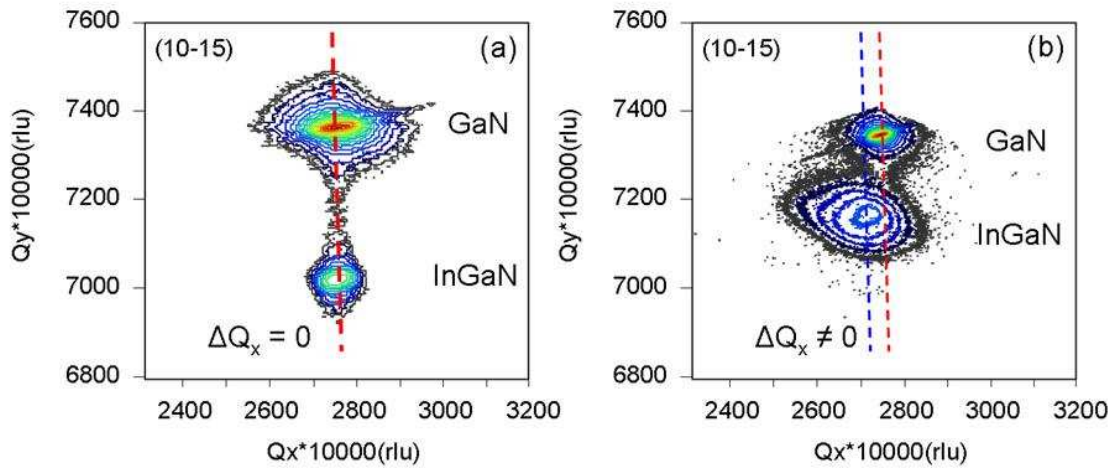 7600
(10-15)
(a)
7400
GaN
Qy*10000(rlu)
7200
7000
InGaN
ΔQx = 0
6800
2400 2600 2800 3000 3200
Qx*10000(rlu)
7600
(10-15)
(b)
7400
GaN
Qy*10000(rlu)
7200
InGaN
7000
ΔQx ≠ 0
6800
2400 2600 2800 3000 3200
Qx*10000(rlu)